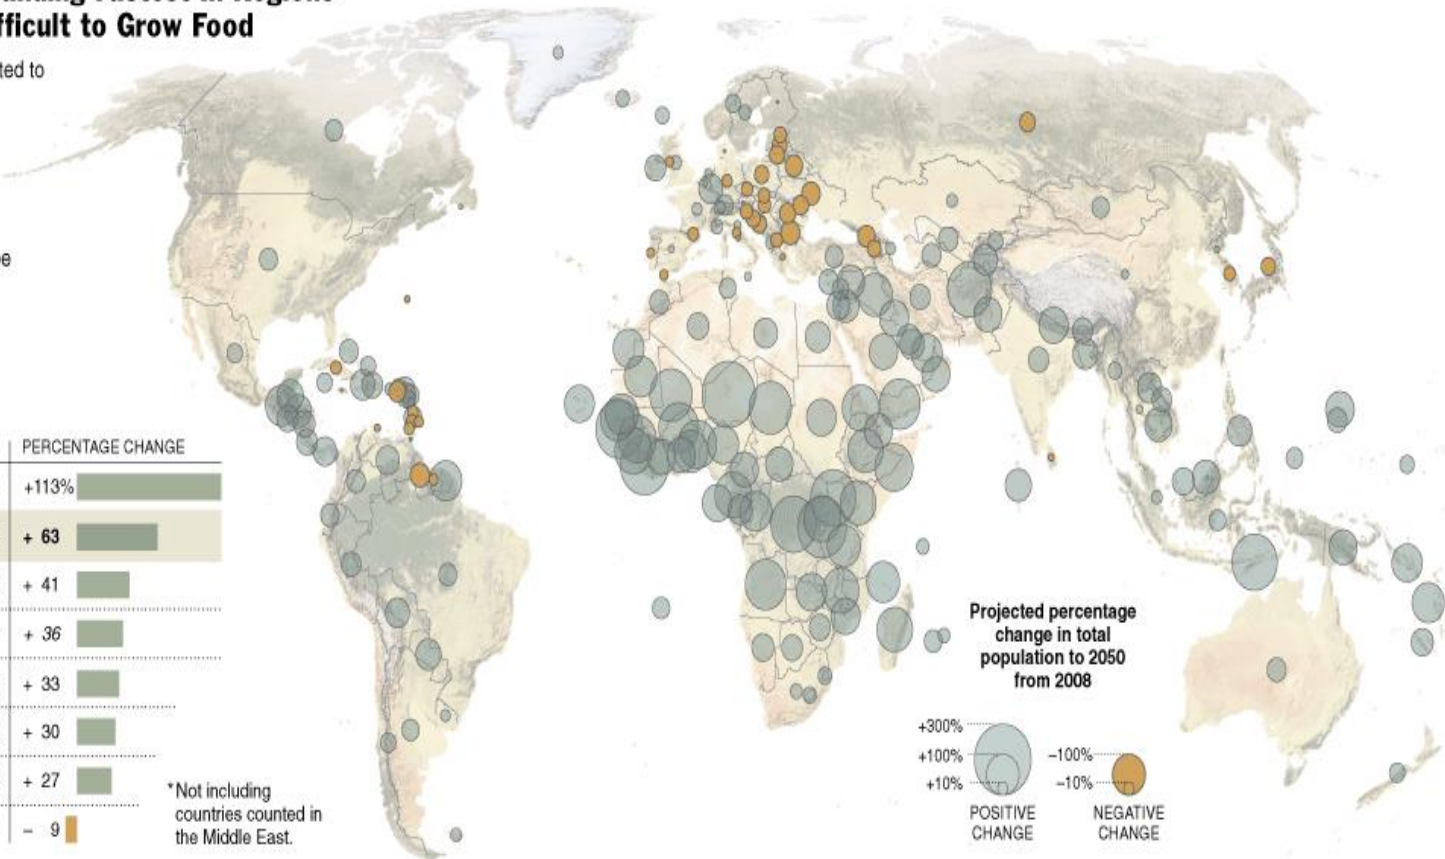 fficult to Grow Food
ted to
e
PERCENTAGE CHANGE
+113%
+ 63
+ 41
+ 36
+ 33
+ 30
+ 27
– 9
*Not including
countries counted in
the Middle East.
Projected percentage
change in total
population to 2050
from 2008
+300%
+100%
+10%
POSITIVE
CHANGE
–100%
–10%
NEGATIVE
CHANGE